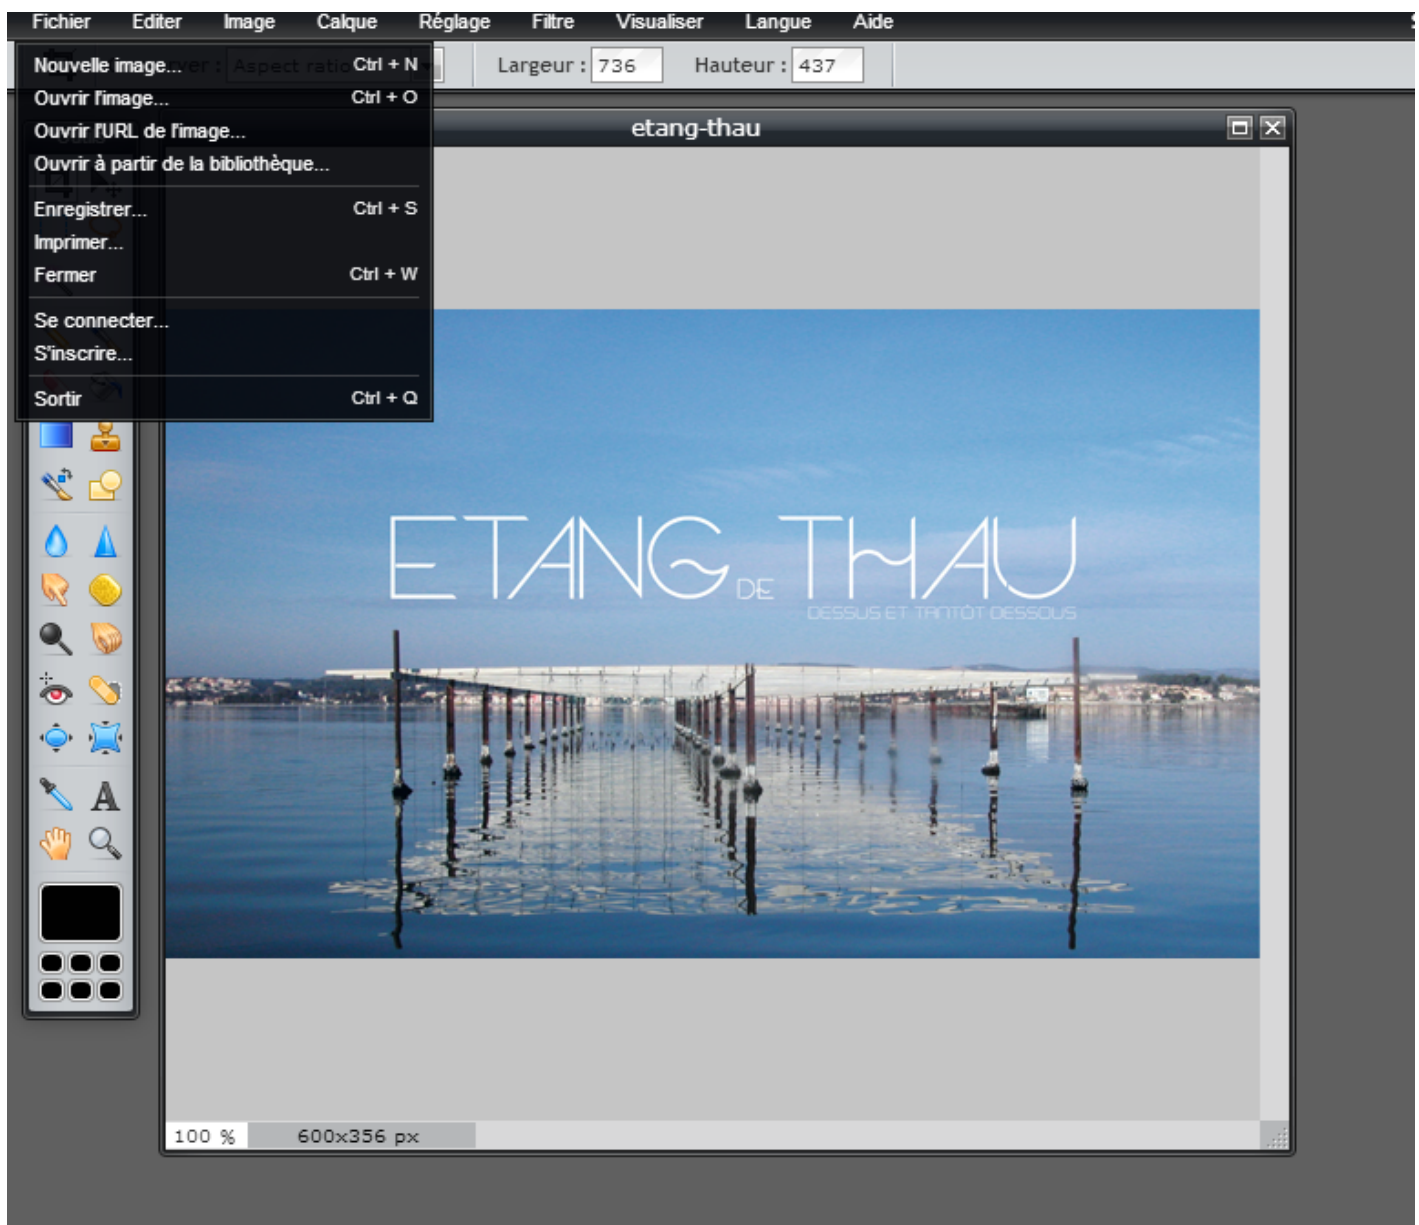 Fichier Editer Image Calque Réglage Filtre Visualiser Langue Aide
Aspect ratio Largeur : 736 Hauteur : 437
Nouvelle image... Ctrl + N
Ouvrir l'image... Ctrl + O
Ouvrir l'URL de l'image...
Ouvrir à partir de la bibliothèque...
Enregistrer... Ctrl + S
Imprimer...
Fermer Ctrl + W
Se connecter...
S'inscrire...
Sortir Ctrl + Q
etang-thau
ETANG DE THAU
DESSUS ET TANTÔT DESSOUS
A
100 % 600x356 px